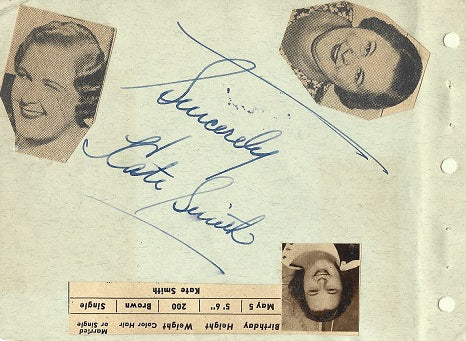 Sincerely
Kate Smith
Birthday Height Weight Color Hair Married or Single
May 5 5'6" 200 Brown Single
Kate Smith